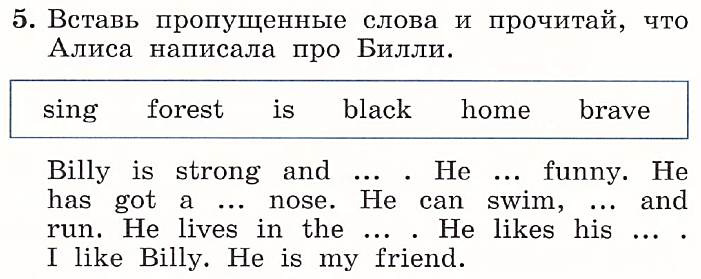 5. Вставь пропущенные слова и прочитай, что
Алиса написала про Билли.
sing forest is black home brave
Billy is strong and ... . He ... funny. He
has got a ... nose. He can swim, ... and
run. He lives in the ... . He likes his ... .
I like Billy. He is my friend.